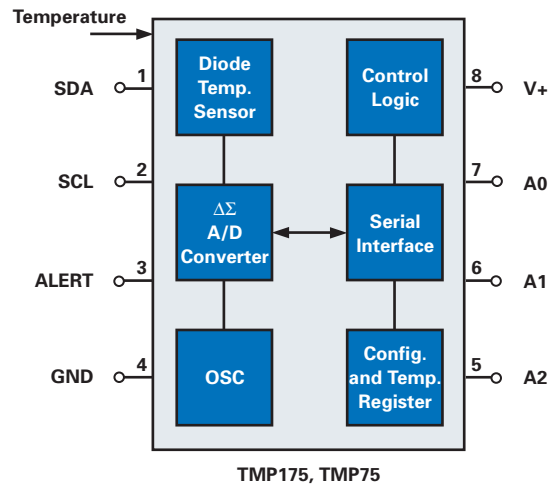 Temperature
SDA
1
Diode
Temp.
Sensor
Control
Logic
8
V+
SCL
2
ΔΣ
A/D
Converter
Serial
Interface
7
A0
ALERT
3
6
A1
GND
4
OSC
Config.
and Temp.
Register
5
A2
TMP175, TMP75